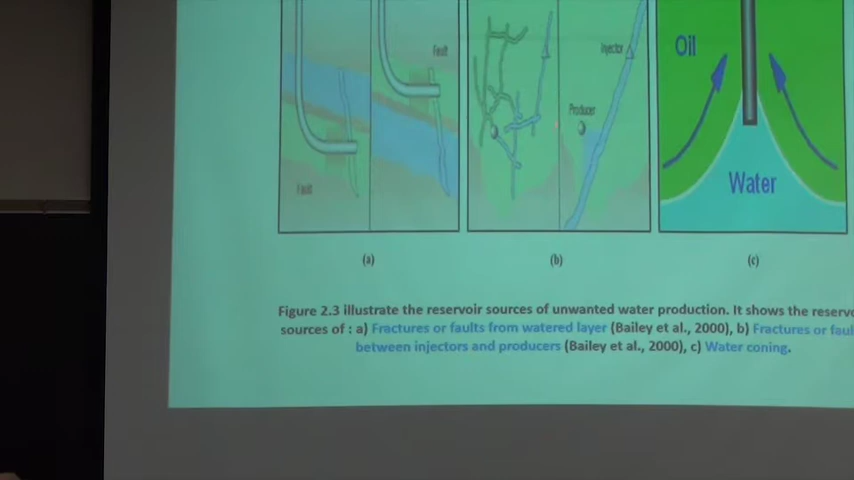 Fault
Fault
Injector
Producer
Oil
Water
(a)
(b)
(c)
Figure 2.3 illustrate the reservoir sources of unwanted water production. It shows the reservo
sources of : a) Fractures or faults from watered layer (Bailey et al., 2000), b) Fractures or faul
between injectors and producers (Bailey et al., 2000), c) Water coning.